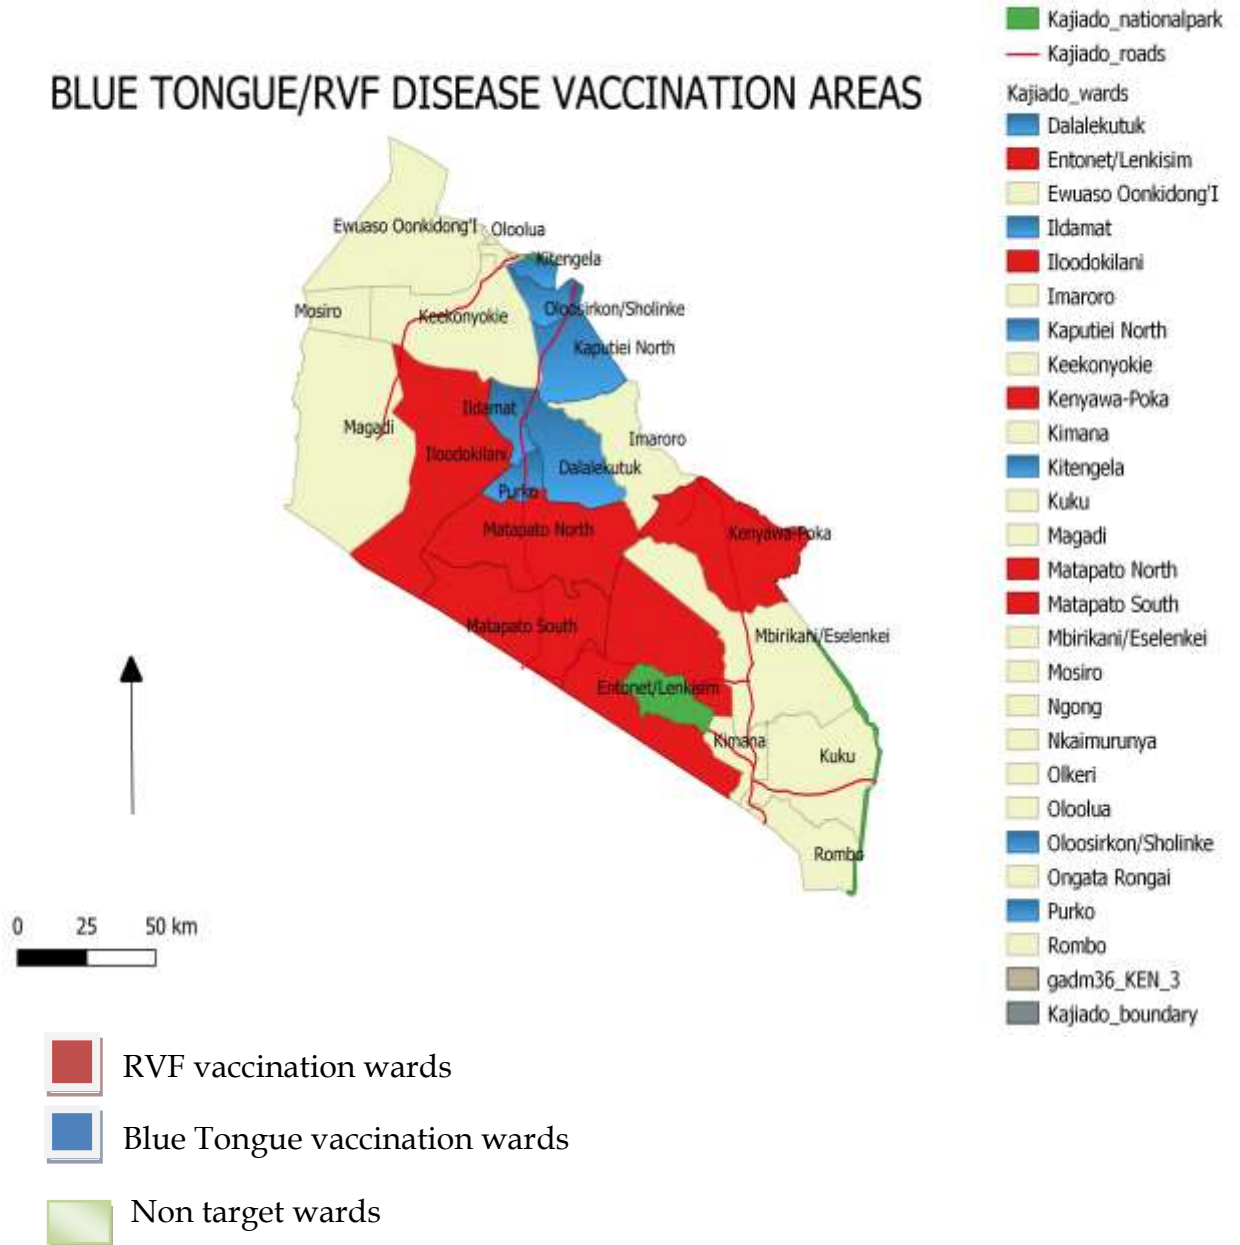 BLUE TONGUE/RVF DISEASE VACCINATION AREAS
Kajiado_nationalpark
Kajiado_roads
Kajiado_wards
Dalalekutuk
Entonet/Lenkisim
Ewuaso Oonkidong'I
Ildamat
Iloodokilani
Imaroro
Kaputiei North
Keekonyokie
Kenyawa-Poka
Kimana
Kitengela
Kuku
Magadi
Matapato North
Matapato South
Mbirikani/Eselenkei
Mosiro
Ngong
Nkaimurunya
Olkeri
Oloolua
Oloosirkon/Sholinke
Ongata Rongai
Purko
Rombo
gadm36_KEN_3
Kajiado_boundary
Ewuaso Oonkidong'I
Oloolua
Kitengela
Mosiro
Keekonyokie
Oloosirkon/Sholinke
Kaputiei North
Magadi
Ildamat
Imaroro
Iloodokilani
Dalalekutuk
Purko
Matapato North
Kenyawa-Poka
Matapato South
Mbirikani/Eselenkei
Entonet/Lenkisim
Kimana
Kuku
Rombo
0 25 50 km
RVF vaccination wards
Blue Tongue vaccination wards
Non target wards